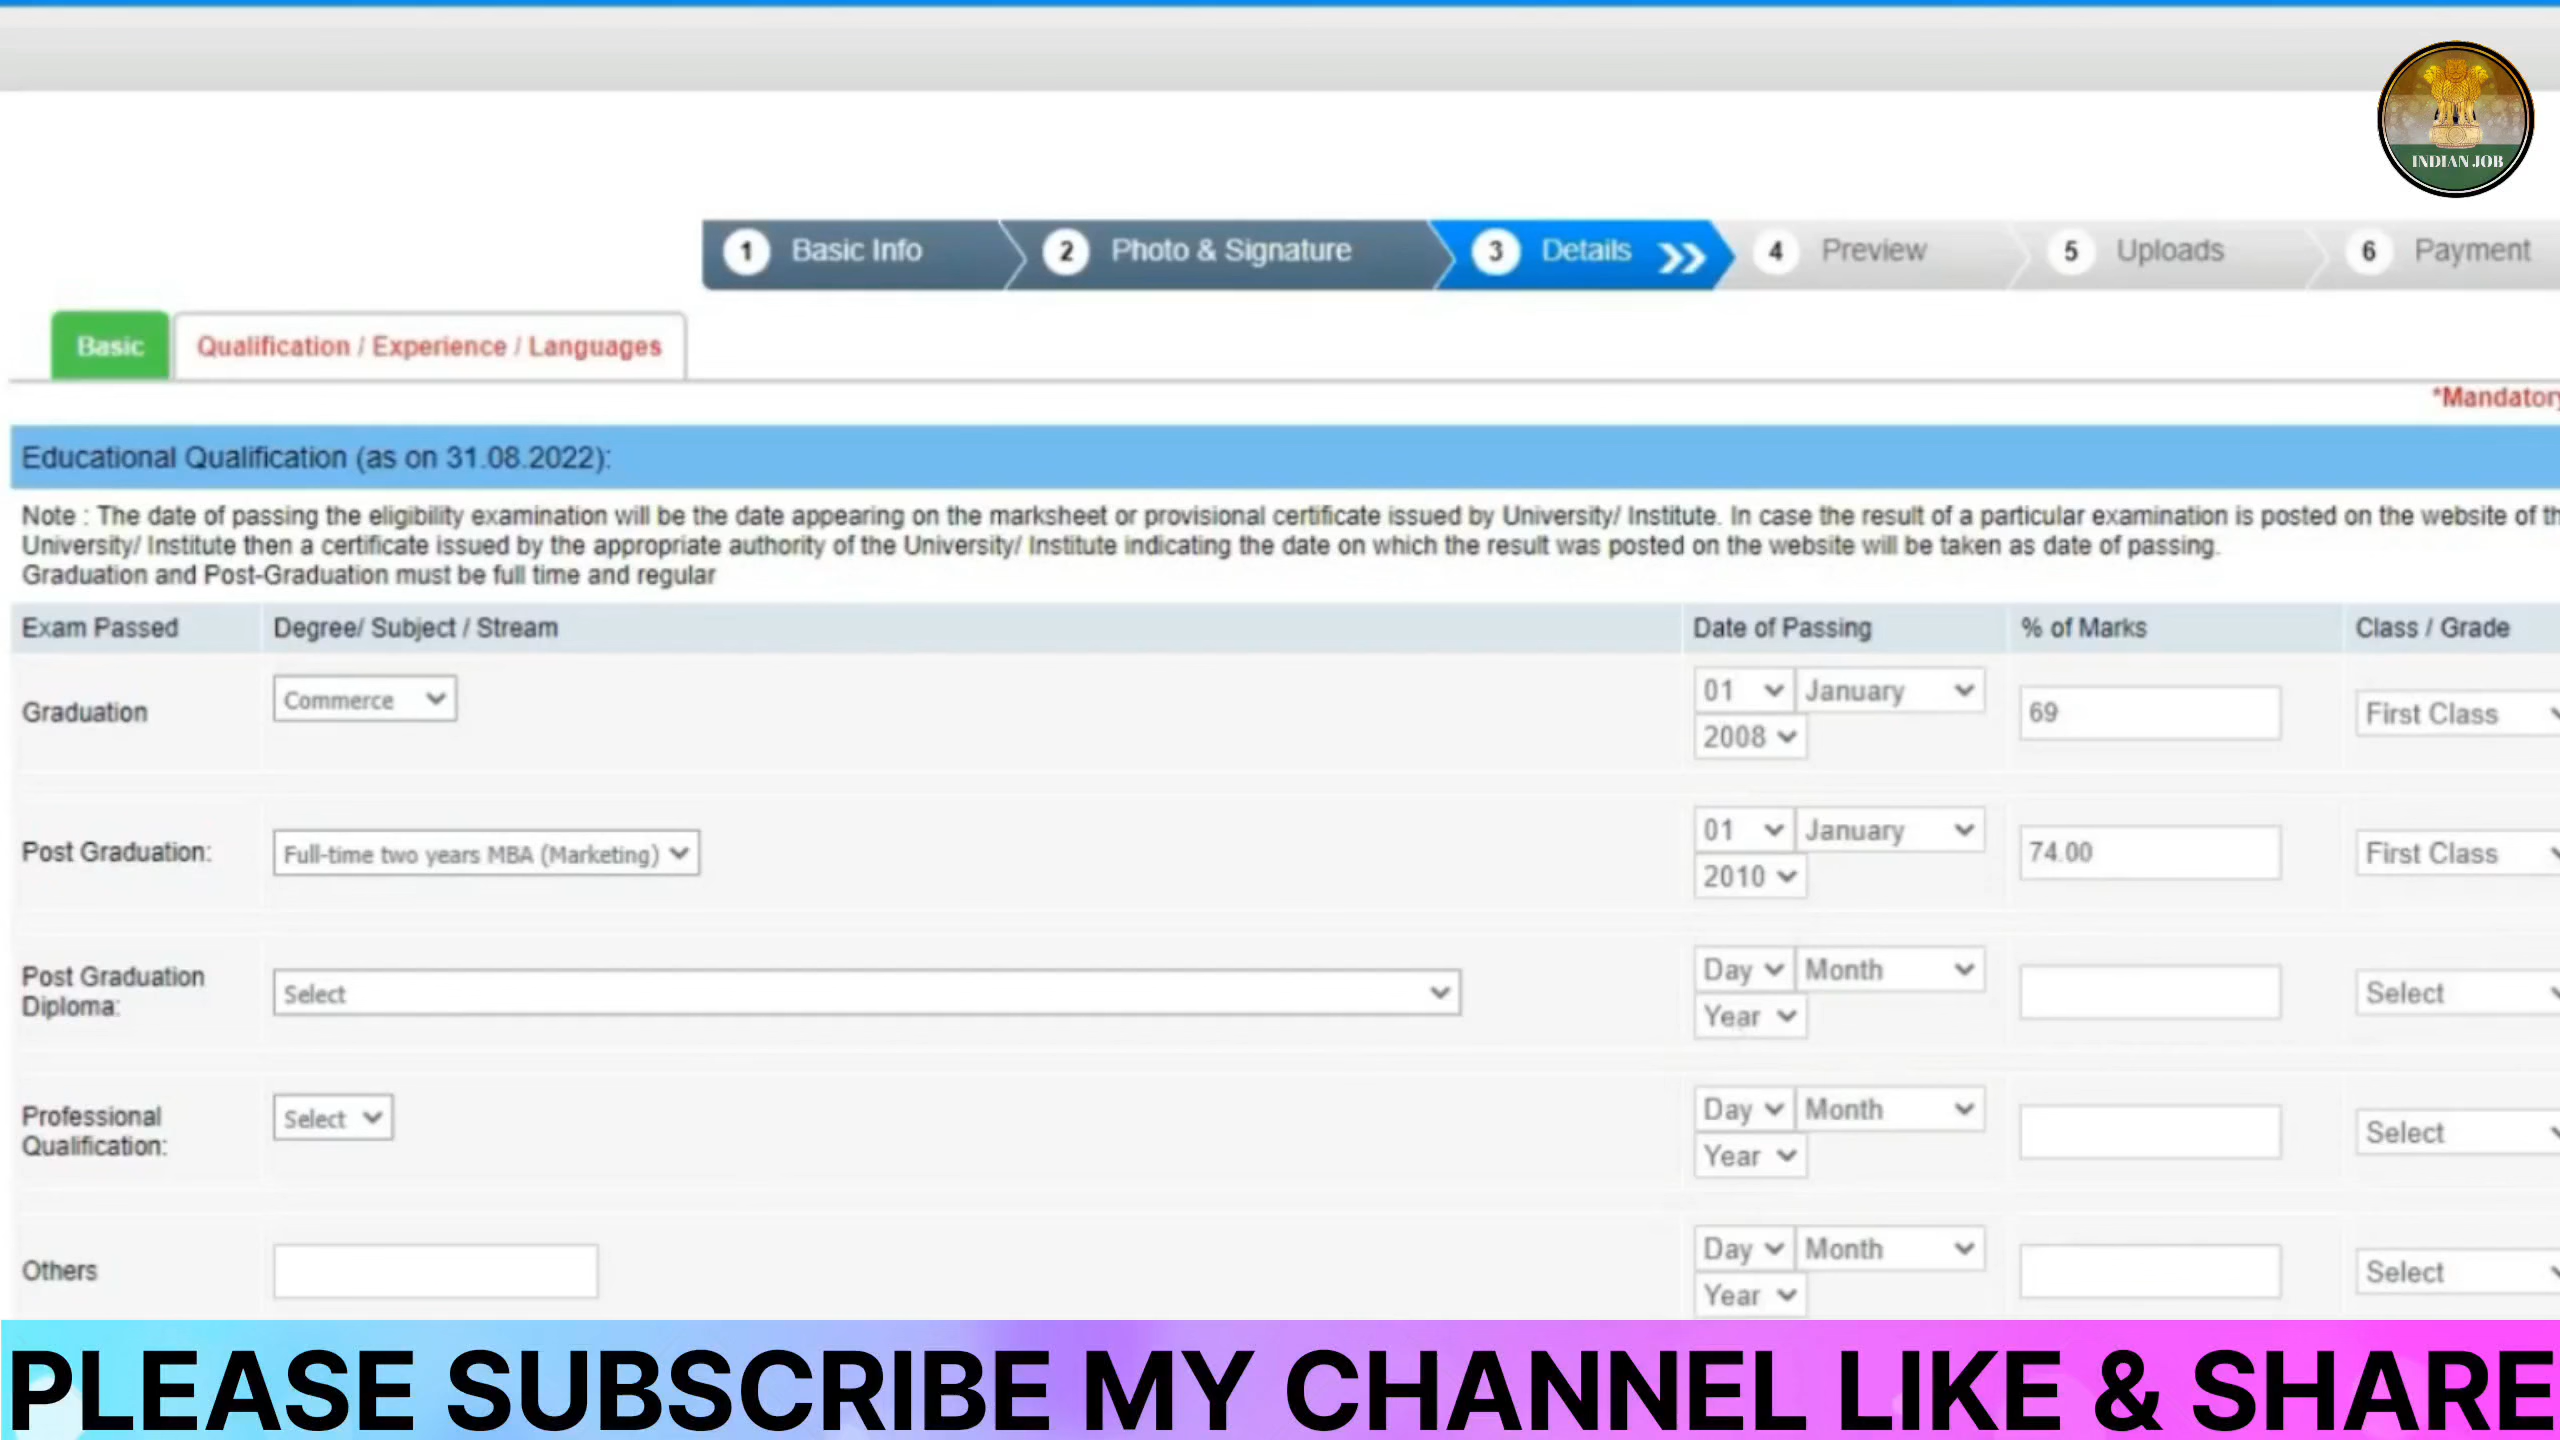 INDIAN JOB
1 Basic Info 2 Photo & Signature 3 Details 4 Preview 5 Uploads 6 Payment
Basic Qualification / Experience / Languages
*Mandatory
Educational Qualification (as on 31.08.2022):
Note : The date of passing the eligibility examination will be the date appearing on the marksheet or provisional certificate issued by University/ Institute. In case the result of a particular examination is posted on the website of
University/ Institute then a certificate issued by the appropriate authority of the University/ Institute indicating the date on which the result was posted on the website will be taken as date of passing.
Graduation and Post-Graduation must be full time and regular
Exam Passed Degree/ Subject / Stream Date of Passing % of Marks Class / Grade
Graduation Commerce 01 January 2008 69 First Class
Post Graduation: Full-time two years MBA (Marketing) 01 January 2010 74.00 First Class
Post Graduation Diploma: Select Day Month Year Select
Professional Qualification: Select Day Month Year Select
Others Day Month Year Select
PLEASE SUBSCRIBE MY CHANNEL LIKE & SHARE